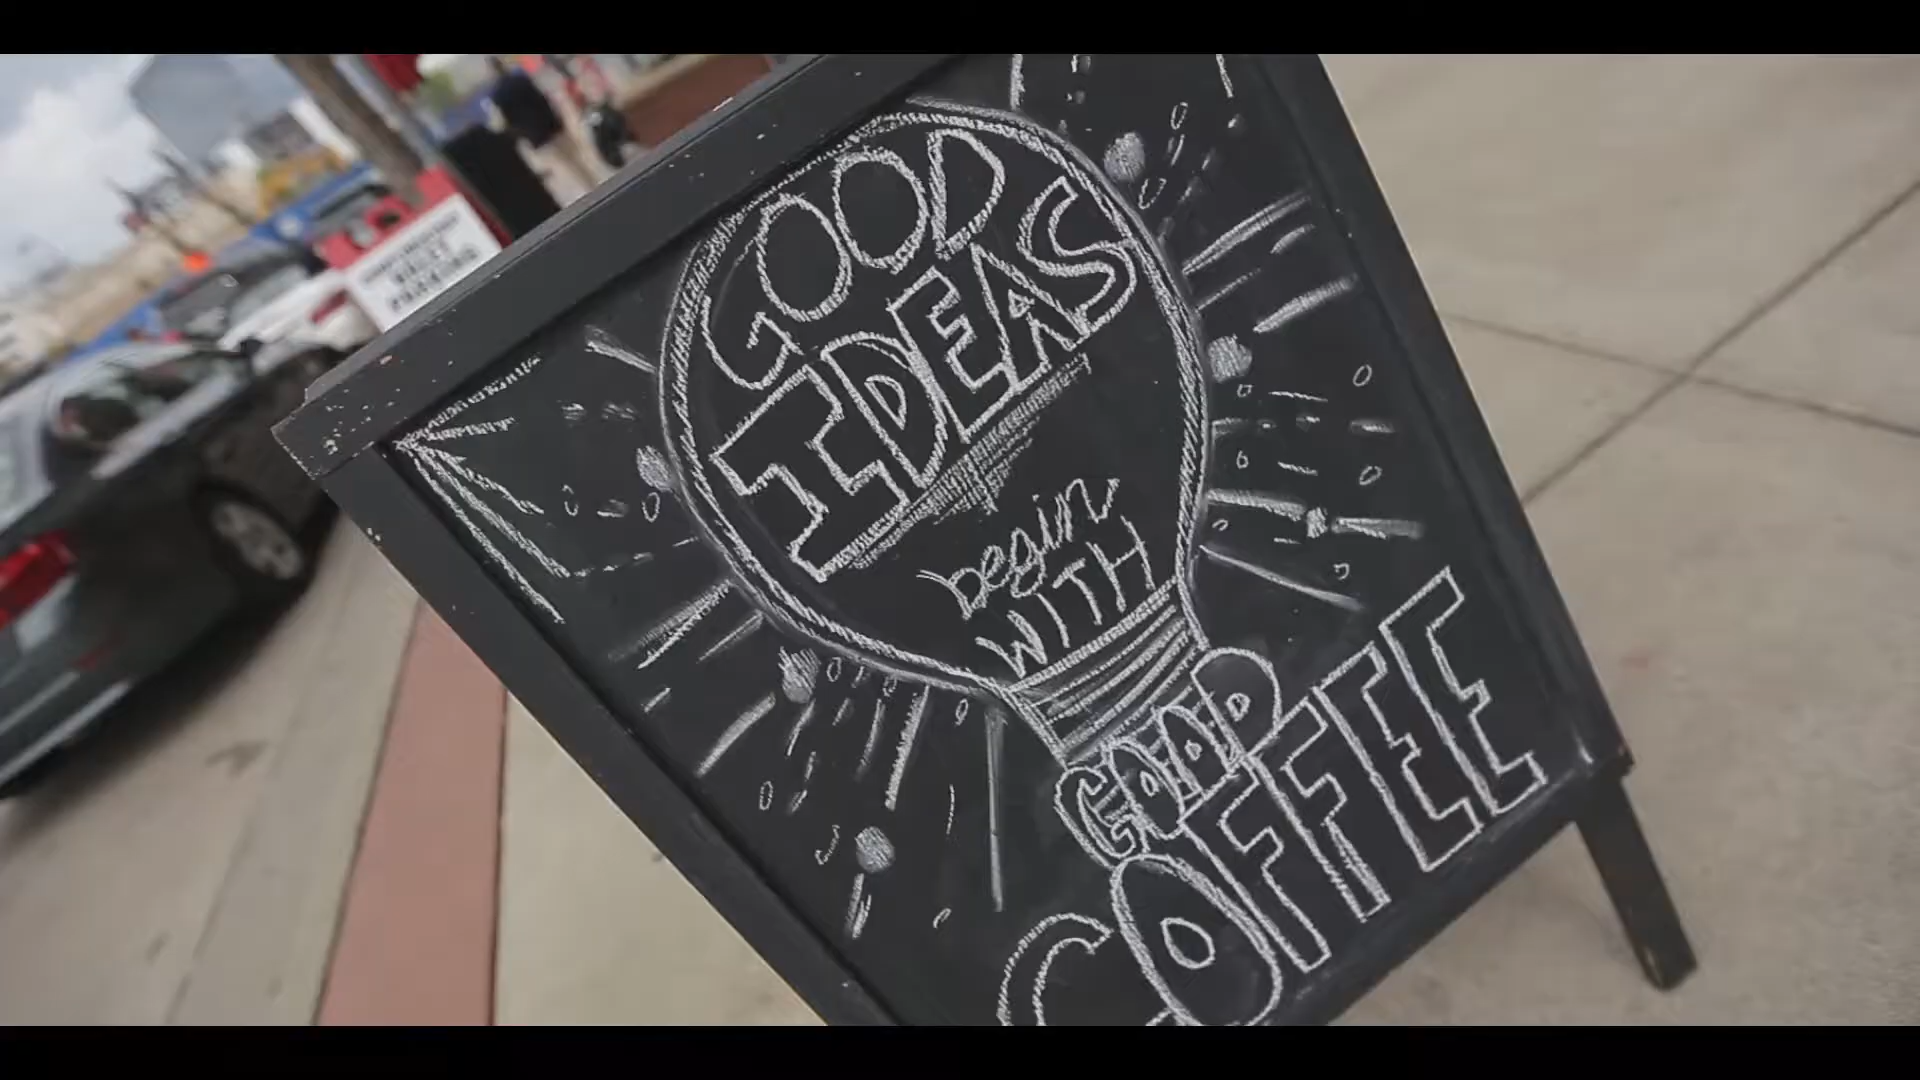 GOOD
IDEAS
begin
WITH
GOOD
COFFEE
VALET
PARKING